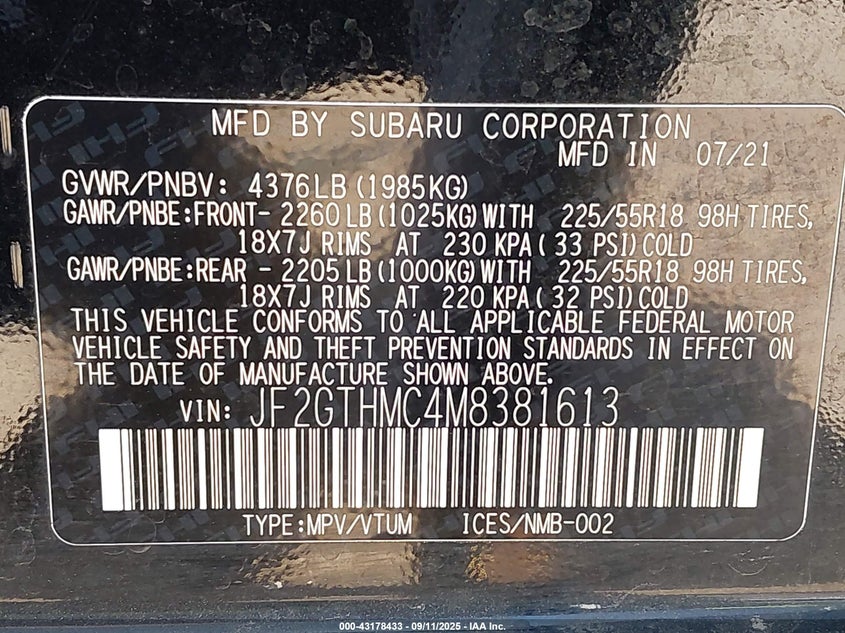 MFD BY SUBARU CORPORATION
MFD IN 07/21
GVWR/PNBV: 4376LB (1985KG)
GAWR/PNBE:FRONT- 2260 LB (1025KG) WITH 225/55R18 98H TIRES,
18X7J RIMS AT 230 KPA ( 33 PSI) COLD
GAWR/PNBE:REAR - 2205 LB (1000KG) WITH 225/55R18 98H TIRES,
18X7J RIMS AT 220 KPA ( 32 PSI) COLD
THIS VEHICLE CONFORMS TO ALL APPLICABLE FEDERAL MOTOR
VEHICLE SAFETY AND THEFT PREVENTION STANDARDS IN EFFECT ON
THE DATE OF MANUFACTURE SHOWN ABOVE.
VIN: JF2GTHMC4M8381613
TYPE:MPV/VTUM ICES/NMB-002
000-43178433 - 09/11/2025 - IAA Inc.